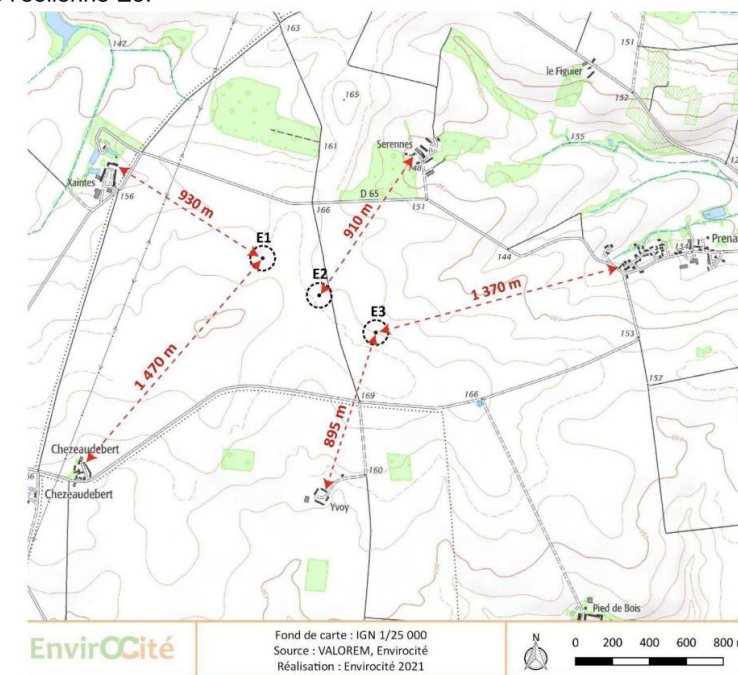 l'éolienne E3.
163
147
165
151
le Figuier
152
161
135
Serennes
148
Xaintes
156
930 m
D 65
166
151
910 m
E1
144
134
Prena
E2
1 370 m
E3
153
1 470 m
157
169
166
895 m
Chezeaudebert
160
Chezeaudebert
Yvoy
Pied de Bois
EnvirOCité
Fond de carte : IGN 1/25 000
Source : VALOREM, Envirocité
Réalisation : Envirocité 2021
N
0 200 400 600 800 m